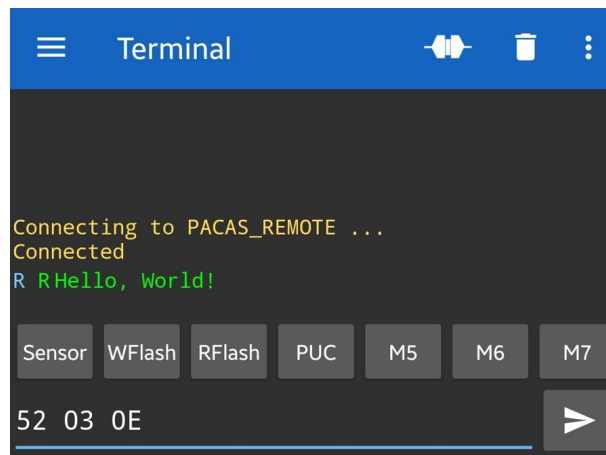 Terminal
Connecting to PACAS_REMOTE ...
Connected
R RHello, World!
Sensor WFlash RFlash PUC M5 M6 M7
52 03 0E